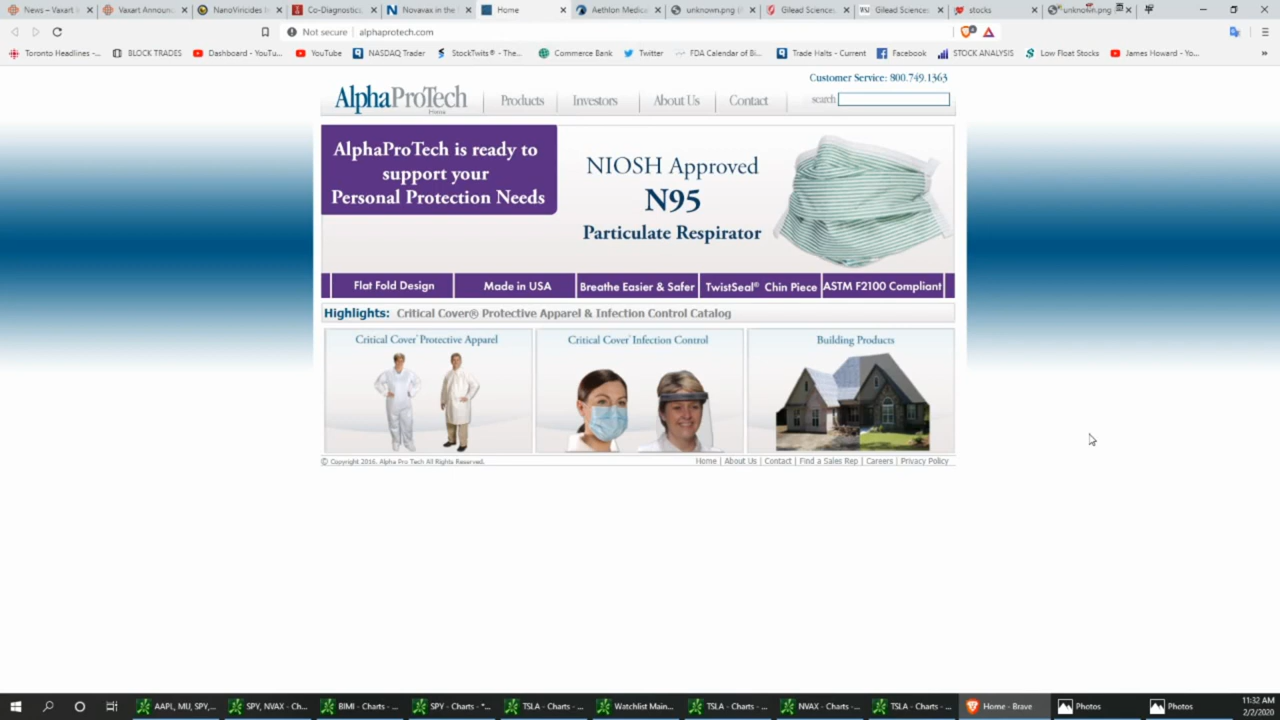 News – Vaxart
Vaxart Announ
NanoViricides I
Co-Diagnostic
Novavax in the
Home
Aethlon Medica
unknown.png (
Gilead Science
Gilead Sciences
stocks
unknown.png
Not secure
alphaprotech.com
Toronto Headlines -...
BLOCK TRADES
Dashboard - YouTu...
YouTube
NASDAQ Trader
StockTwits® - The...
Commerce Bank
Twitter
FDA Calendar of Bi...
Trade Halts - Current
Facebook
STOCK ANALYSIS
Low Float Stocks
James Howard - Yo...
»
Customer Service: 800.749.1363
AlphaProTech
Home
Products
Investors
About Us
Contact
search
AlphaProTech is ready to
support your
Personal Protection Needs
NIOSH Approved
N95
Particulate Respirator
Flat Fold Design
Made in USA
Breathe Easier & Safer
TwistSeal® Chin Piece
ASTM F2100 Compliant
Highlights: Critical Cover® Protective Apparel & Infection Control Catalog
Critical Cover® Protective Apparel
Critical Cover® Infection Control
Building Products
© Copyright 2016. Alpha Pro Tech All Rights Reserved.
Home | About Us | Contact | Find a Sales Rep | Careers | Privacy Policy
AAPL, MU, SPY,...
SPY, NVAX - Ch...
BIMI - Charts - ...
SPY - Charts - "...
TSLA - Charts - ...
Watchlist Main...
TSLA - Charts - ...
NVAX - Charts -...
TSLA - Charts - ...
Home - Brave
Photos
Photos
11:32 AM
2/2/2020